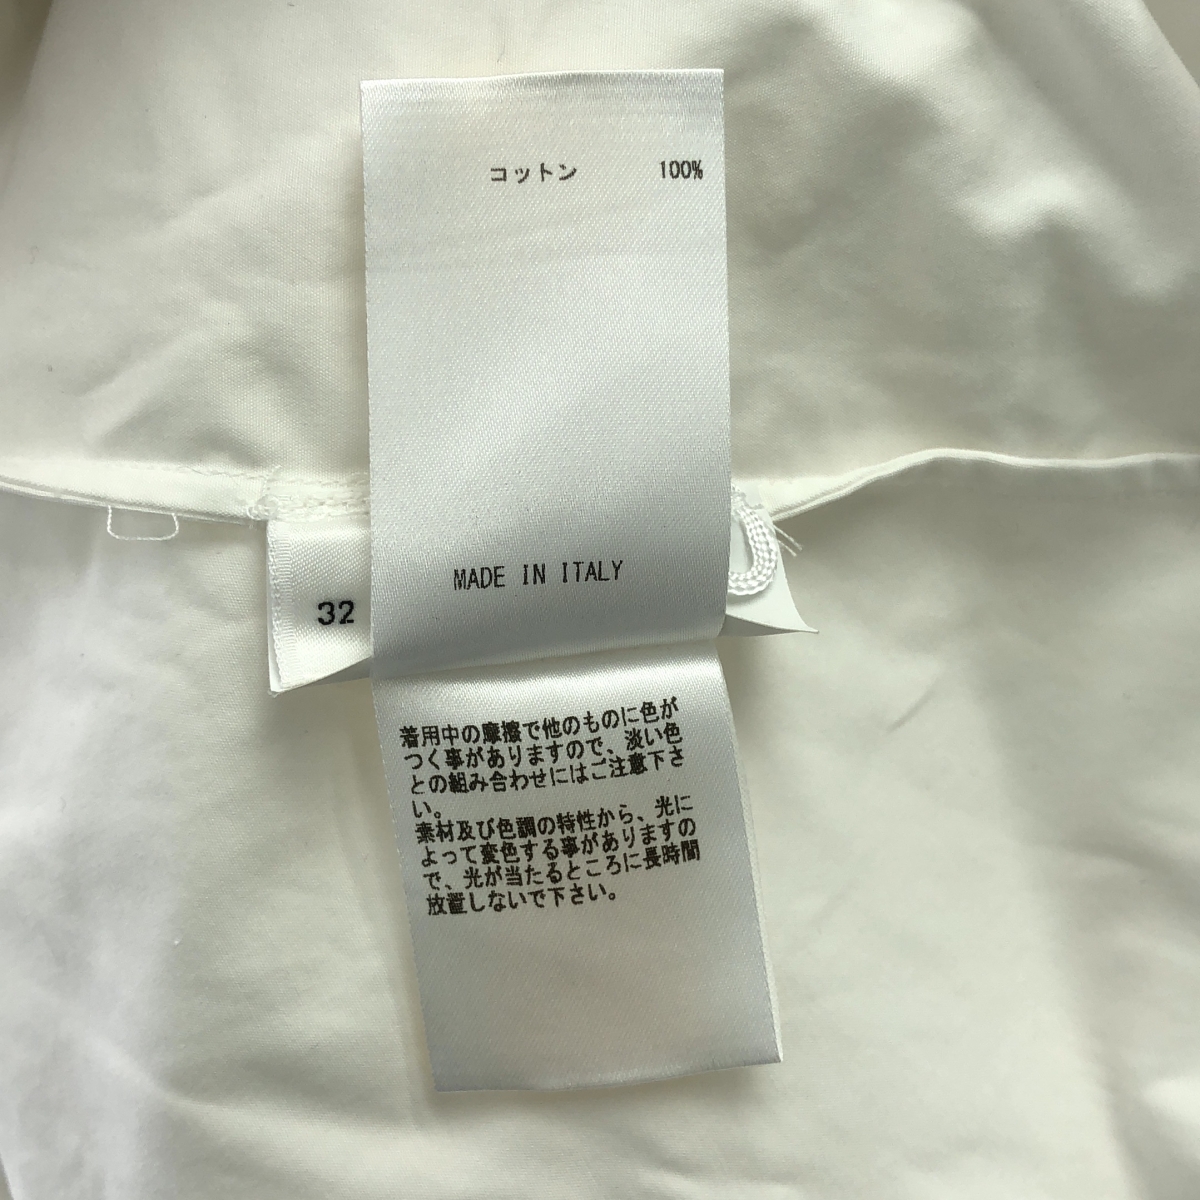 コットン 100%
MADE IN ITALY
32
着用中の摩擦で他のものに色が
つく事がありますので、淡い色
との組み合わせにはご注意下さ
い。
素材及び色調の特性から、光に
よって変色する事がありますの
で、光が当たるところに長時間
放置しないで下さい。